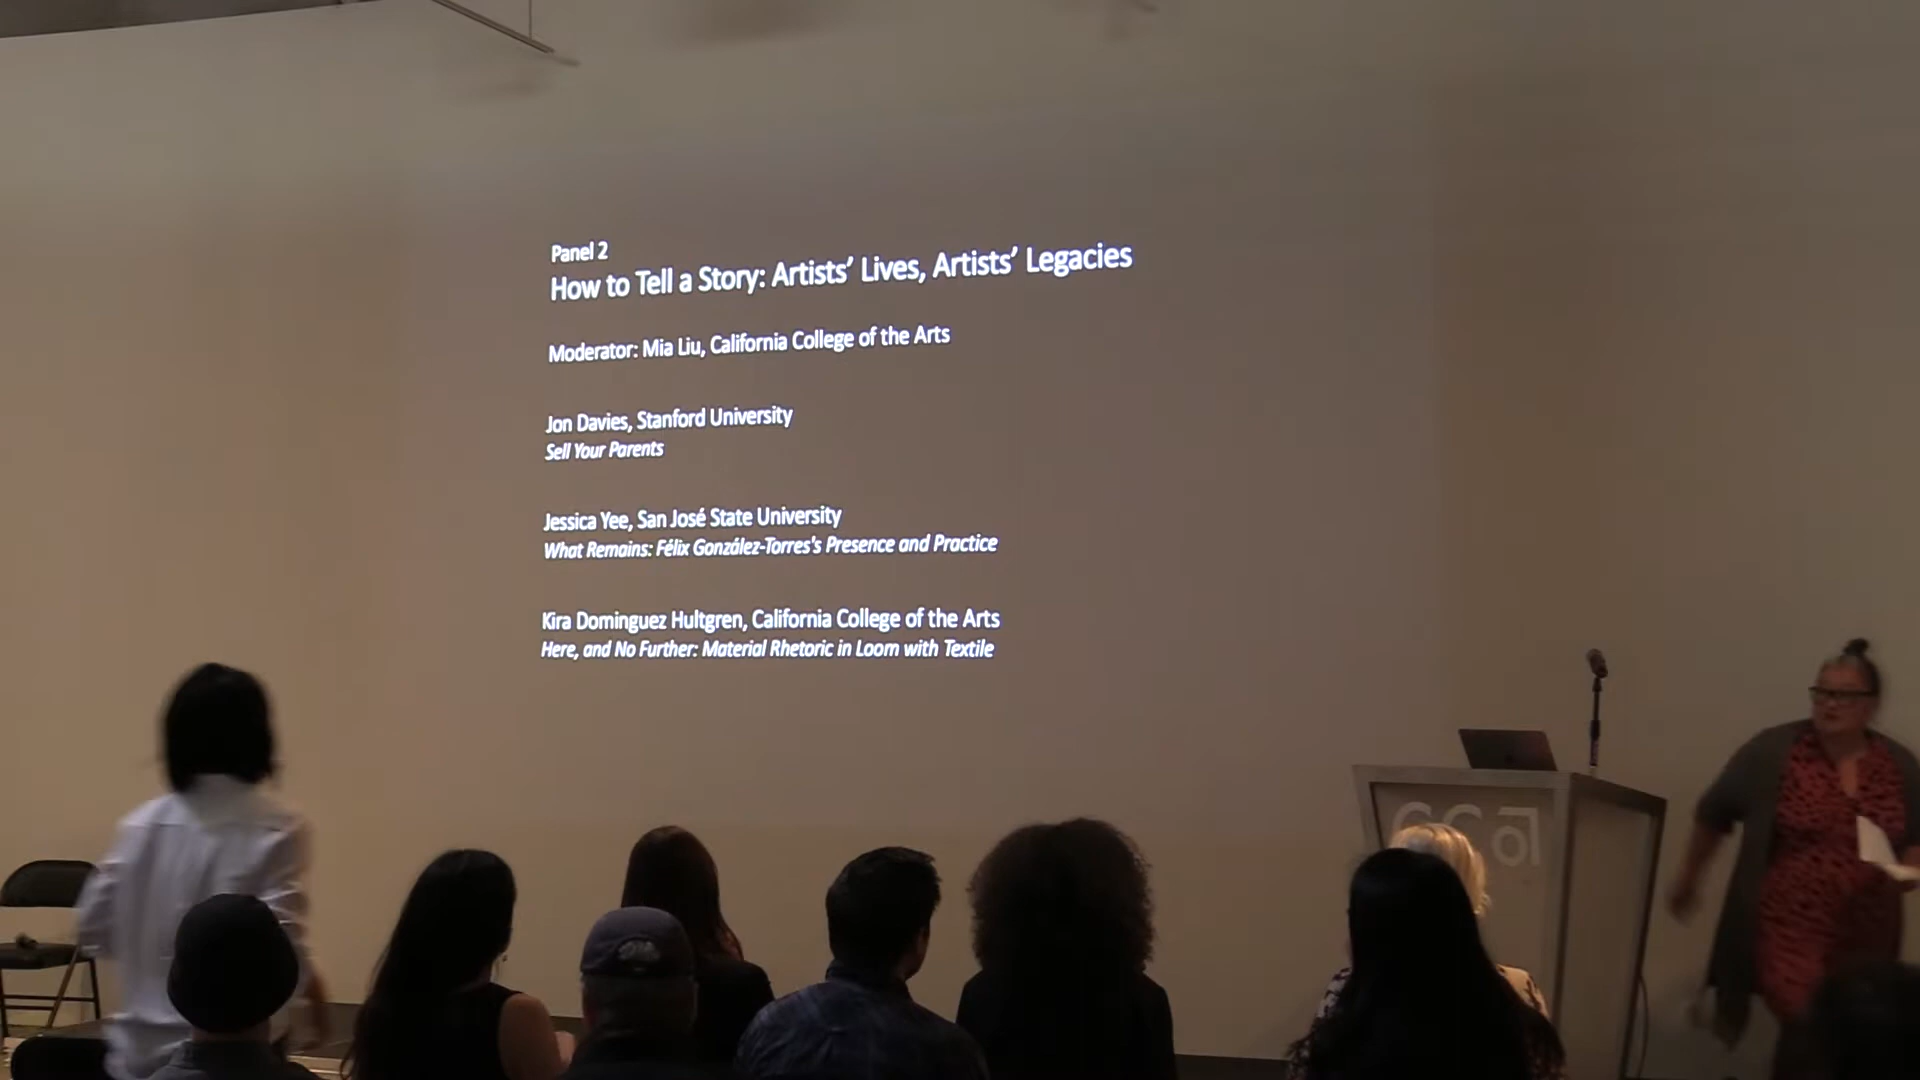 Panel 2
How to Tell a Story: Artists’ Lives, Artists’ Legacies
Moderator: Mia Liu, California College of the Arts
Jon Davies, Stanford University
Sell Your Parents
Jessica Yee, San José State University
What Remains: Félix González-Torres's Presence and Practice
Kira Dominguez Hultgren, California College of the Arts
Here, and No Further: Material Rhetoric in Loom with Textile
CCA